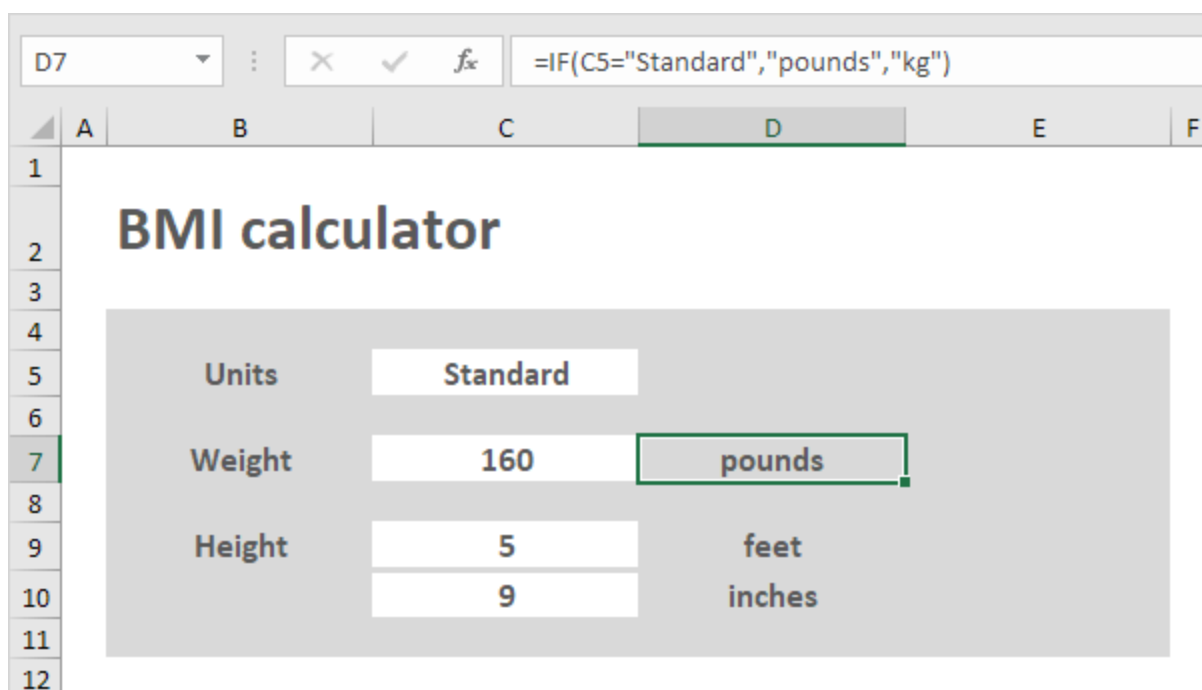 D7 fx =IF(C5="Standard","pounds","kg")
A B C D E F
1
2 BMI calculator
3
4
5 Units Standard
6
7 Weight 160 pounds
8
9 Height 5 feet
10 9 inches
11
12